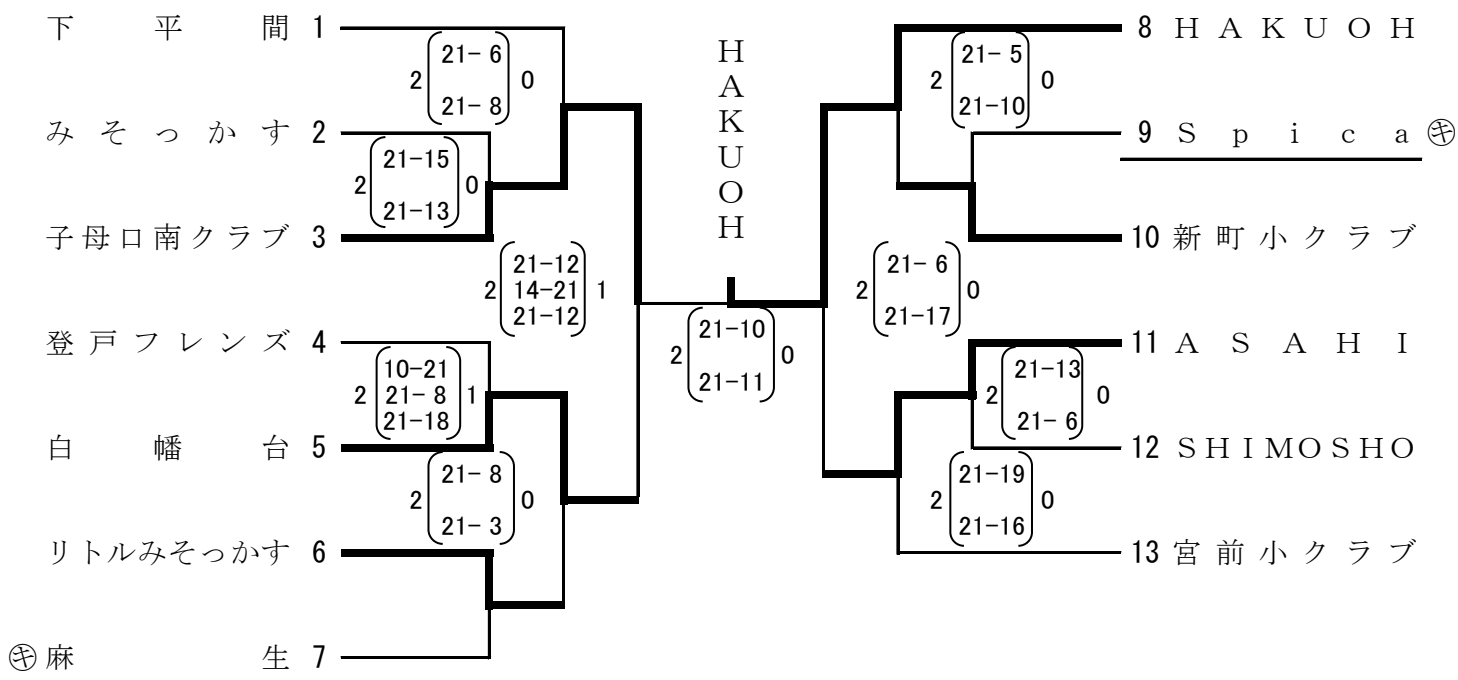 下平間 1
2 21- 6 0
21- 8
みそっかす 2
2 21-15 0
21-13
子母口南クラブ 3
2 21-12 1
14-21
21-12
登戸フレンズ 4
2 10-21 1
21- 8
21-18
白幡台 5
2 21- 8 0
21- 3
リトルみそっかす 6
㋖麻生 7
HAKUOH
2 21-10 0
21-11
8 HAKUOH
2 21- 5 0
21-10
9 Spica㋖
10 新町小クラブ
2 21- 6 0
21-17
11 ASAHI
2 21-13 0
21- 6
12 SHIMOSHO
2 21-19 0
21-16
13 宮前小クラブ